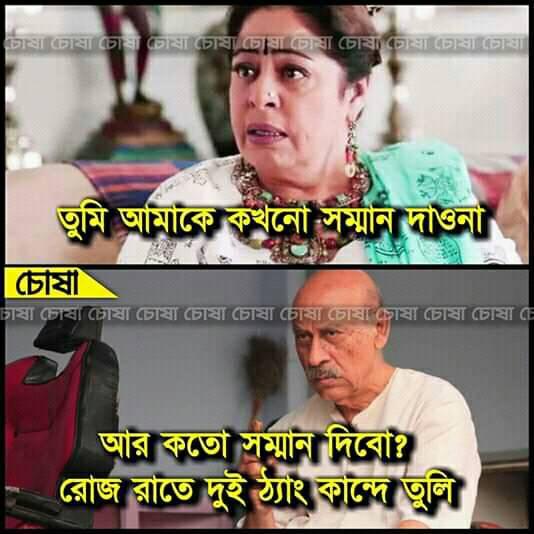 চোষা চোষা চোষা চোষা চোষা চোষা চোষা চোষা চোষা চোষা চোষা চোষা
তুমি আমাকে কখনো সম্মান দাওনা
চোষা
চোষা চোষা চোষা চোষা চোষা চোষা চোষা চোষা চোষা চোষা চোষা চোষা
আর কতো সম্মান দিবো?
রোজ রাতে দুই ঠ্যাং কান্দে তুলি